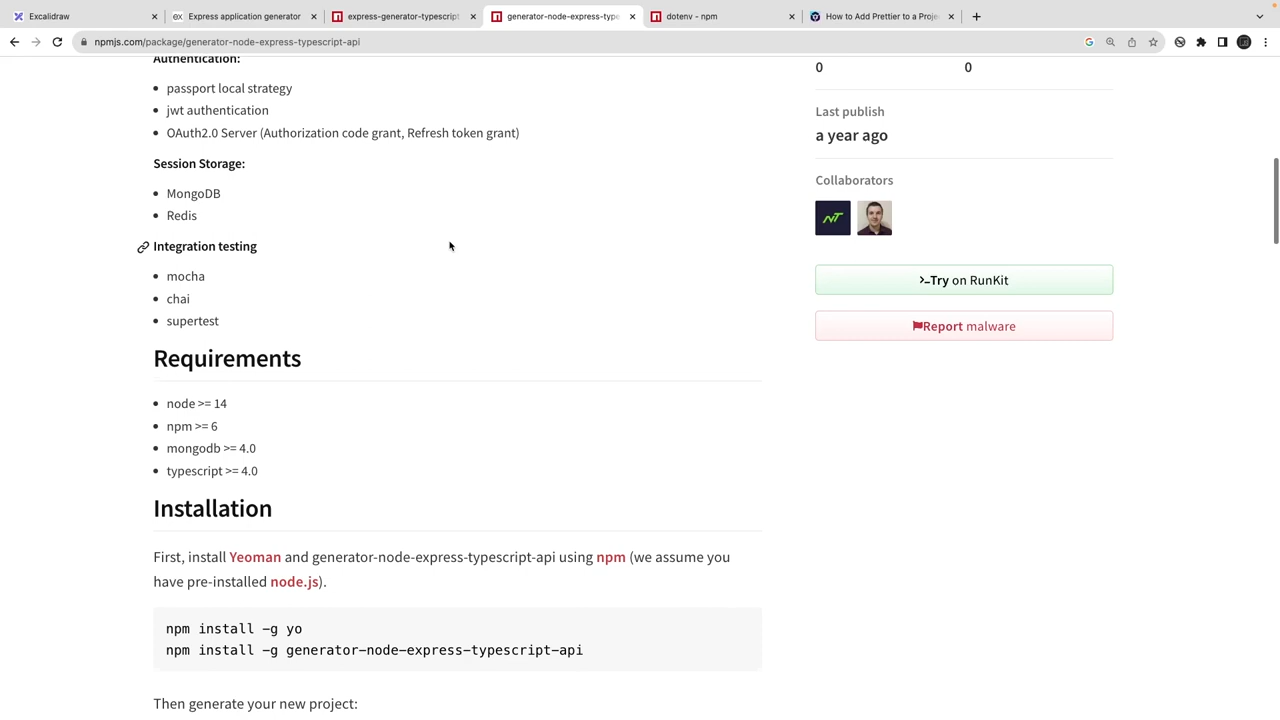 Excalidraw
Express application generator
express-generator-typescript
generator-node-express-type
dotenv - npm
How to Add Prettier to a Proje
npmjs.com/package/generator-node-express-typescript-api
Authentication:
passport local strategy
jwt authentication
OAuth2.0 Server (Authorization code grant, Refresh token grant)
Session Storage:
MongoDB
Redis
Integration testing
mocha
chai
supertest
Requirements
node >= 14
npm >= 6
mongodb >= 4.0
typescript >= 4.0
Installation
First, install Yeoman and generator-node-express-typescript-api using npm (we assume you
have pre-installed node.js).
npm install -g yo
npm install -g generator-node-express-typescript-api
Then generate your new project:
0 0
Last publish
a year ago
Collaborators
Try on RunKit
Report malware